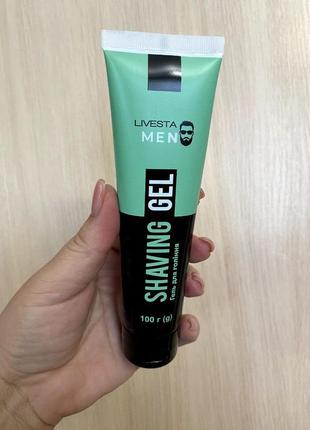 LIVESTA
MEN
SHAVING GEL
Гель для гоління
100 г (g)